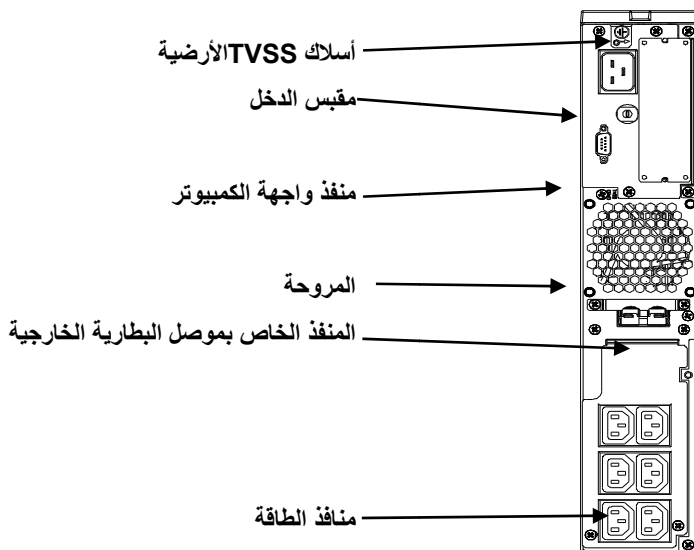 أسلاك TVSSالأرضية
مقبس الدخل
منفذ واجهة الكمبيوتر
المروحة
المنفذ الخاص بموصل البطارية الخارجية
منافذ الطاقة